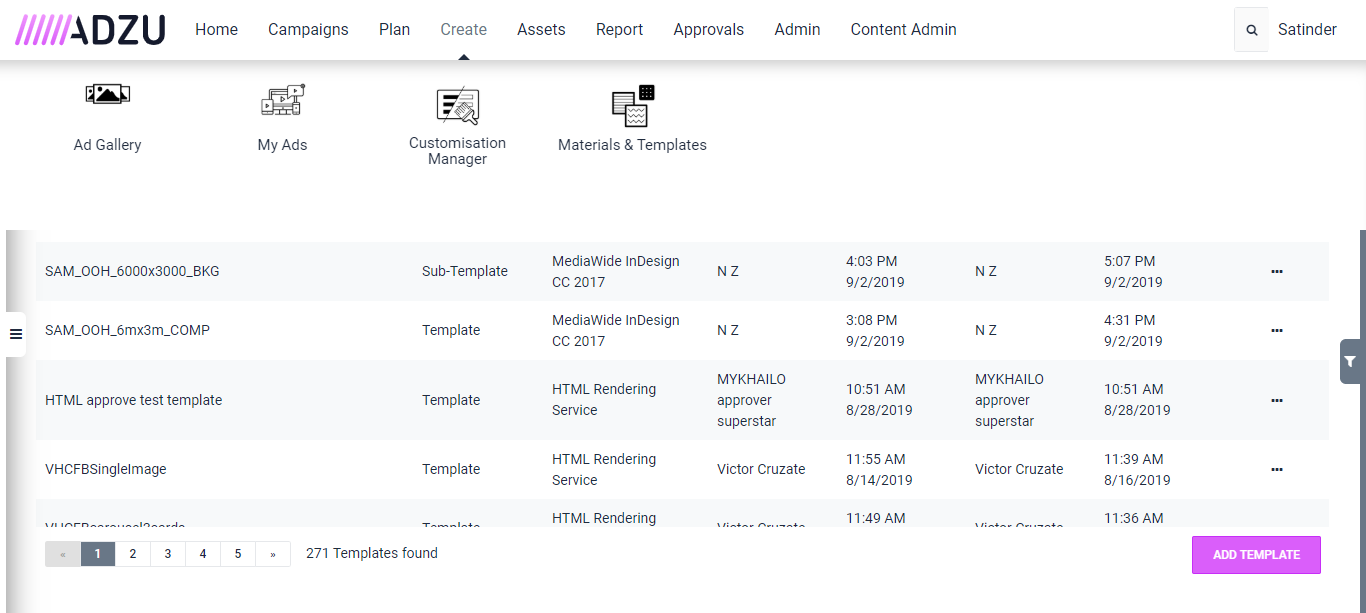 ADZU
Home Campaigns Plan Create Assets Report Approvals Admin Content Admin Satinder
Ad Gallery
My Ads
Customisation
Manager
Materials & Templates
SAM_OOH_6000x3000_BKG
Sub-Template
MediaWide InDesign
CC 2017
N Z
4:03 PM
9/2/2019
N Z
5:07 PM
9/2/2019
...
SAM_OOH_6mx3m_COMP
Template
MediaWide InDesign
CC 2017
N Z
3:08 PM
9/2/2019
N Z
4:31 PM
9/2/2019
...
HTML approve test template
Template
HTML Rendering
Service
MYKHAILO
approver
superstar
10:51 AM
8/28/2019
MYKHAILO
approver
superstar
10:51 AM
8/28/2019
...
VHCFBSingleImage
Template
HTML Rendering
Service
Victor Cruzate
11:55 AM
8/14/2019
Victor Cruzate
11:39 AM
8/16/2019
...
Template
HTML Rendering
Victor Cruzate
11:49 AM
Victor Cruzate
11:36 AM
« 1 2 3 4 5 » 271 Templates found
ADD TEMPLATE